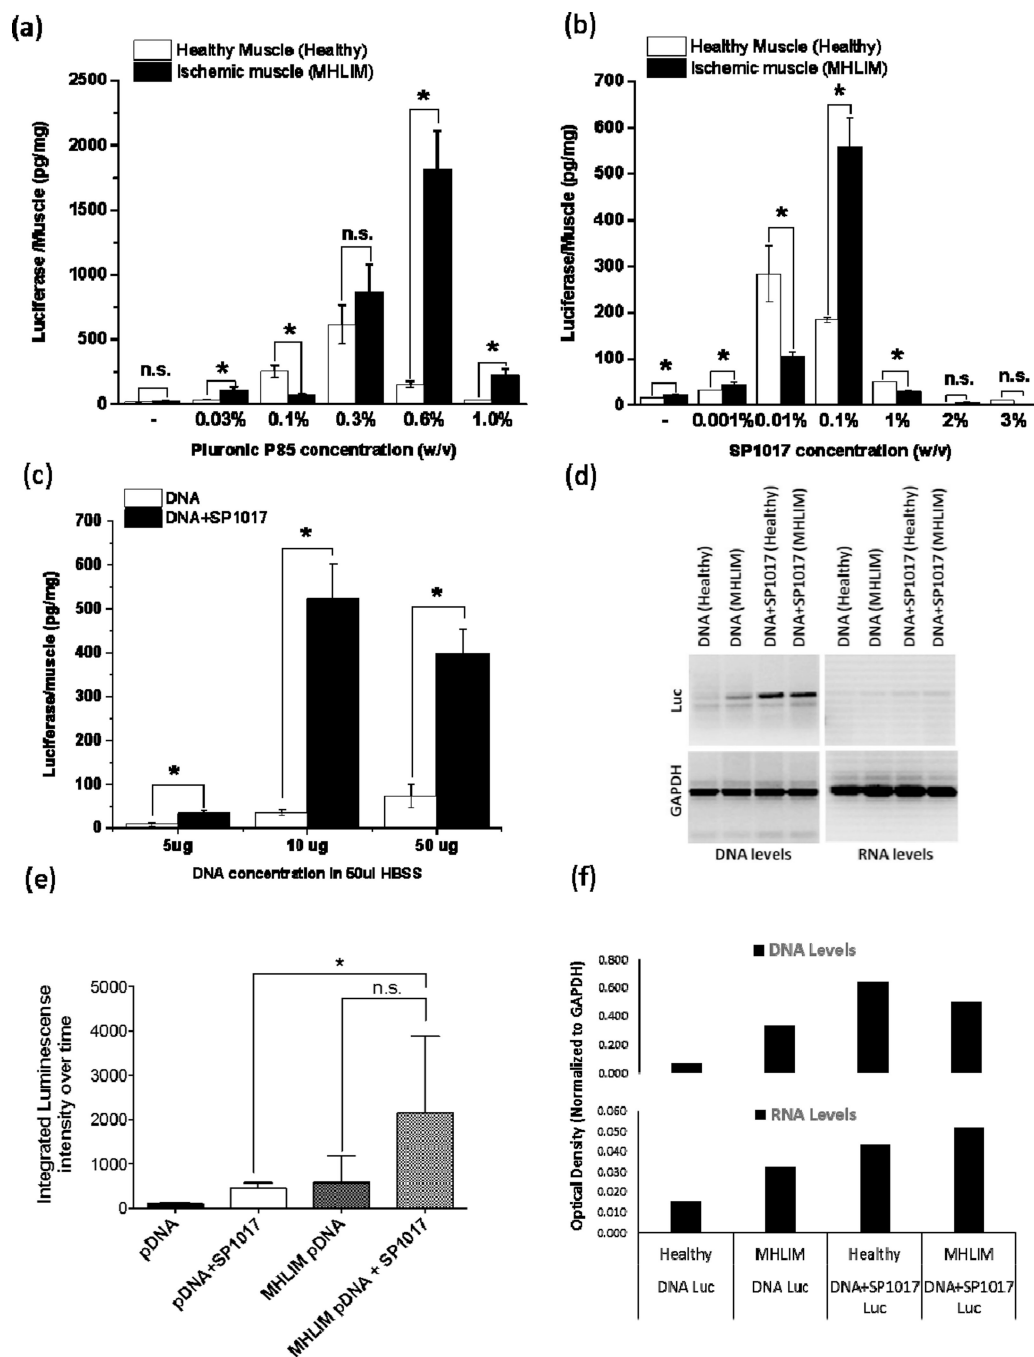 (a)
Healthy Muscle (Healthy)
Ischemic muscle (MHLIM)
2500
2000
1500
1000
500
0
Luciferase /Muscle (pg/mg)
n.s.
*
*
n.s.
*
*
-
0.03%
0.1%
0.3%
0.6%
1.0%
Pluronic P85 concentration (w/v)
(b)
Healthy Muscle (Healthy)
Ischemic muscle (MHLIM)
700
600
500
400
300
200
100
0
Luciferase/Muscle (pg/mg)
*
*
*
*
*
n.s.
n.s.
-
0.001%
0.01%
0.1%
1%
2%
3%
SP1017 concentration (w/v)
(c)
DNA
DNA+SP1017
700
600
500
400
300
200
100
0
Luciferase/muscle (pg/mg)
*
*
*
5ug
10 ug
50 ug
DNA concentration in 50ul HBSS
(d)
DNA (Healthy)
DNA (MHLIM)
DNA+SP1017 (Healthy)
DNA+SP1017 (MHLIM)
DNA (Healthy)
DNA (MHLIM)
DNA+SP1017 (Healthy)
DNA+SP1017 (MHLIM)
Luc
GAPDH
DNA levels
RNA levels
(e)
5000
4000
3000
2000
1000
0
Integrated Luminescense
intensity over time
*
n.s.
pDNA
pDNA+SP1017
MHLIM pDNA
MHLIM pDNA + SP1017
(f)
DNA Levels
0.800
0.600
0.400
0.200
0.000
RNA Levels
0.060
0.050
0.040
0.030
0.020
0.010
0.000
Optical Density (Normalized to GAPDH)
Healthy
MHLIM
Healthy
MHLIM
DNA Luc
DNA Luc
DNA+SP1017
Luc
DNA+SP1017
Luc